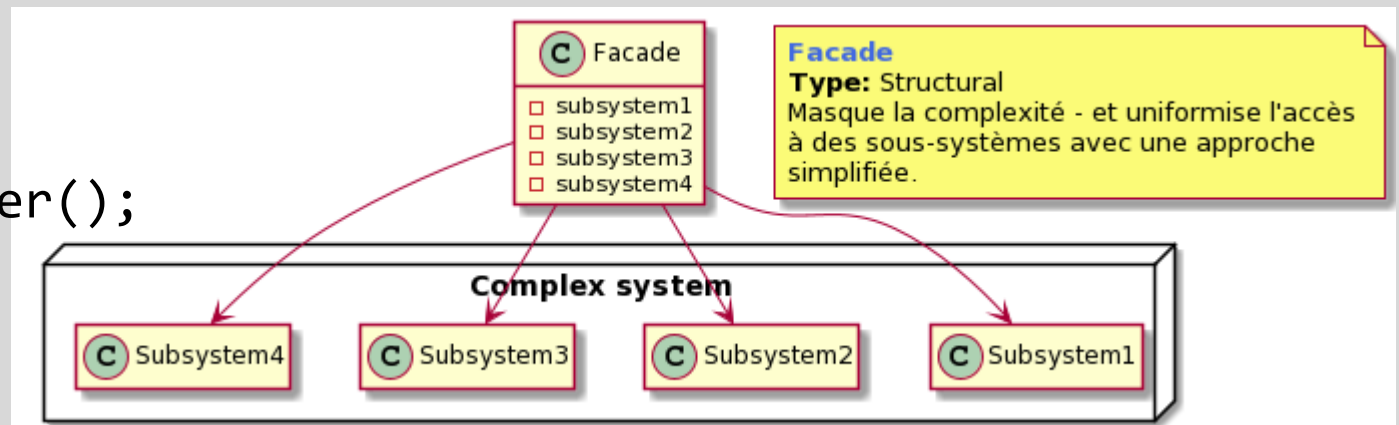 C Facade
subsystem1
subsystem2
subsystem3
subsystem4
Facade
Type: Structural
Masque la complexité - et uniformise l'accès
à des sous-systèmes avec une approche
simplifiée.
er();
Complex system
C Subsystem4
C Subsystem3
C Subsystem2
C Subsystem1